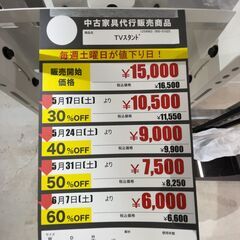 中古家具代行販売商品
TVスタンド
毎週土曜日が値下り日！
販売開始価格
¥15,000
税込価格 ¥16,500
5月17日(土) より
30%OFF
¥10,500
税込価格 ¥11,550
5月24日(土) より
40%OFF
¥9,000
税込価格 ¥9,900
5月31日(土) より
50%OFF
¥7,500
税込価格 ¥8,250
6月7日(土) より
60%OFF
¥6,000
税込価格 ¥6,600
W D H